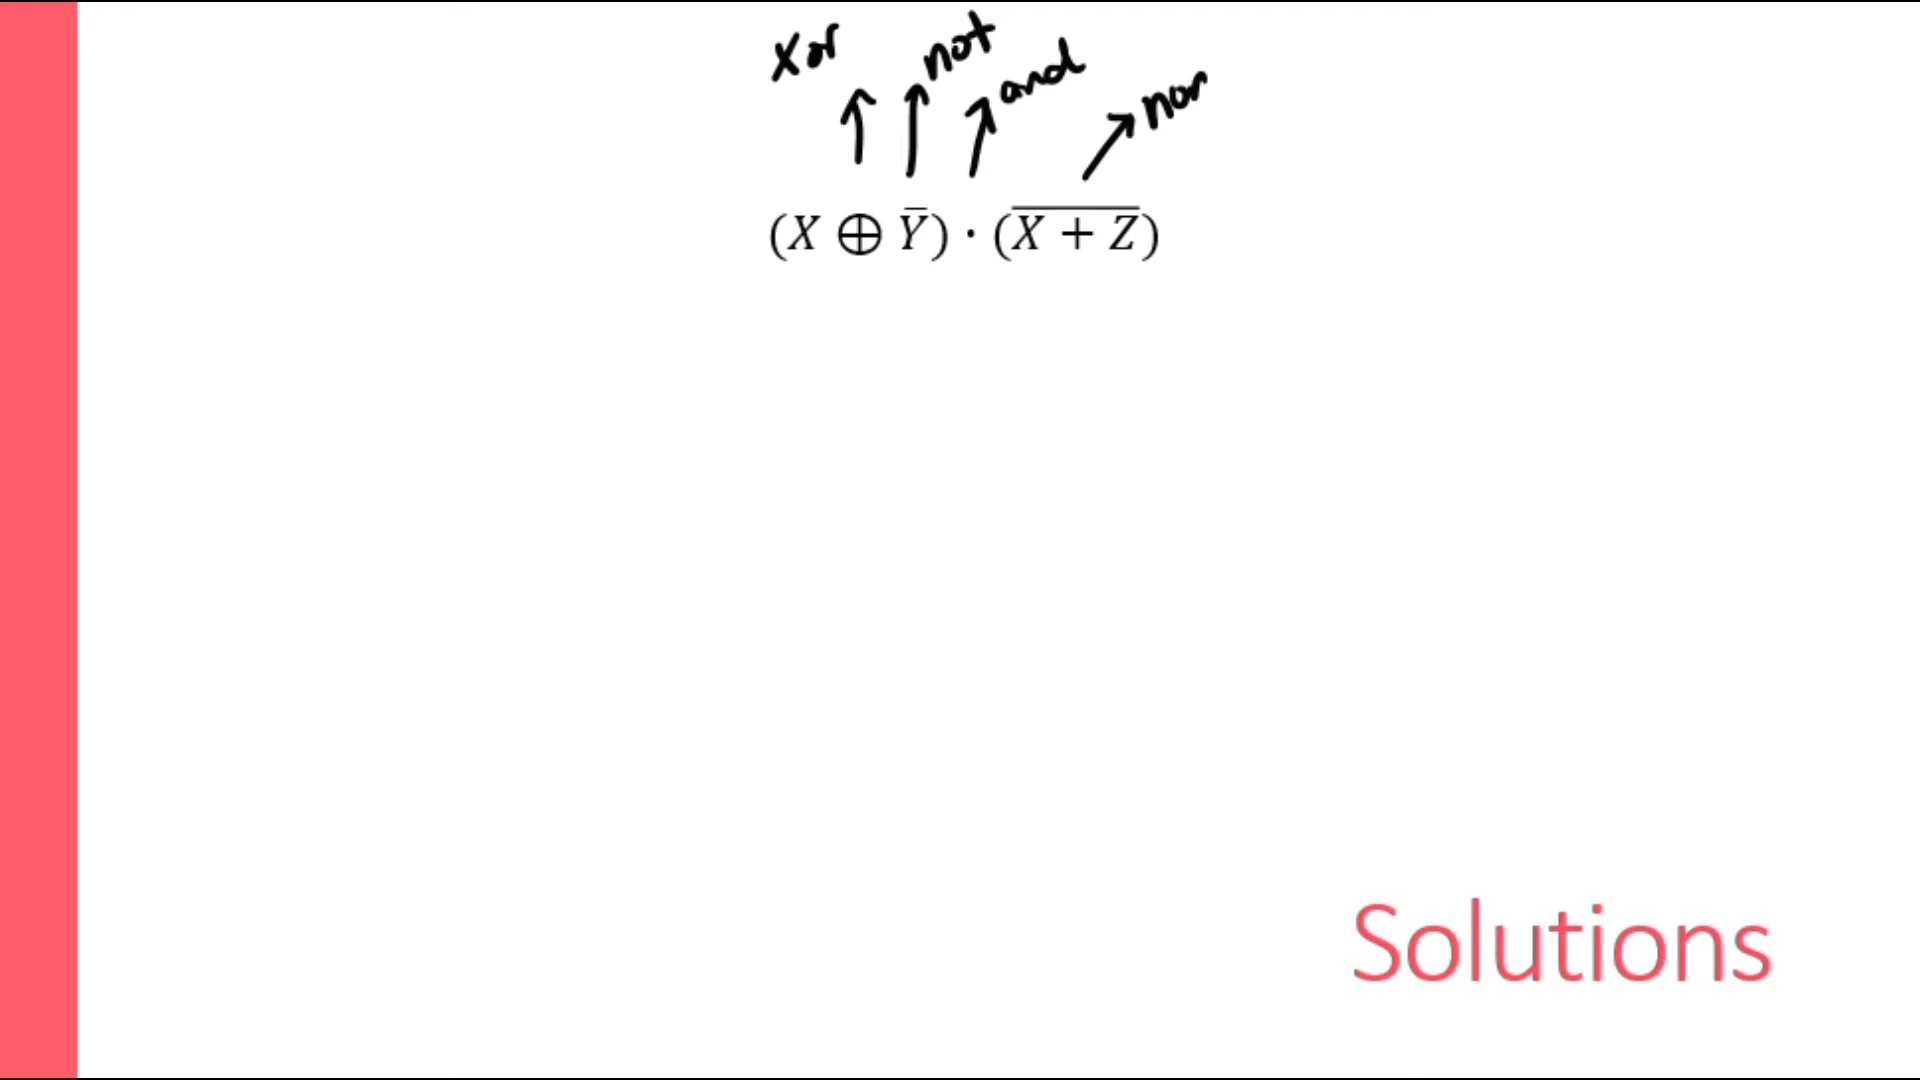 xor not and nor
(X ⊕ Y̅) · (X̅ ̅+̅ ̅Z̅)
Solutions